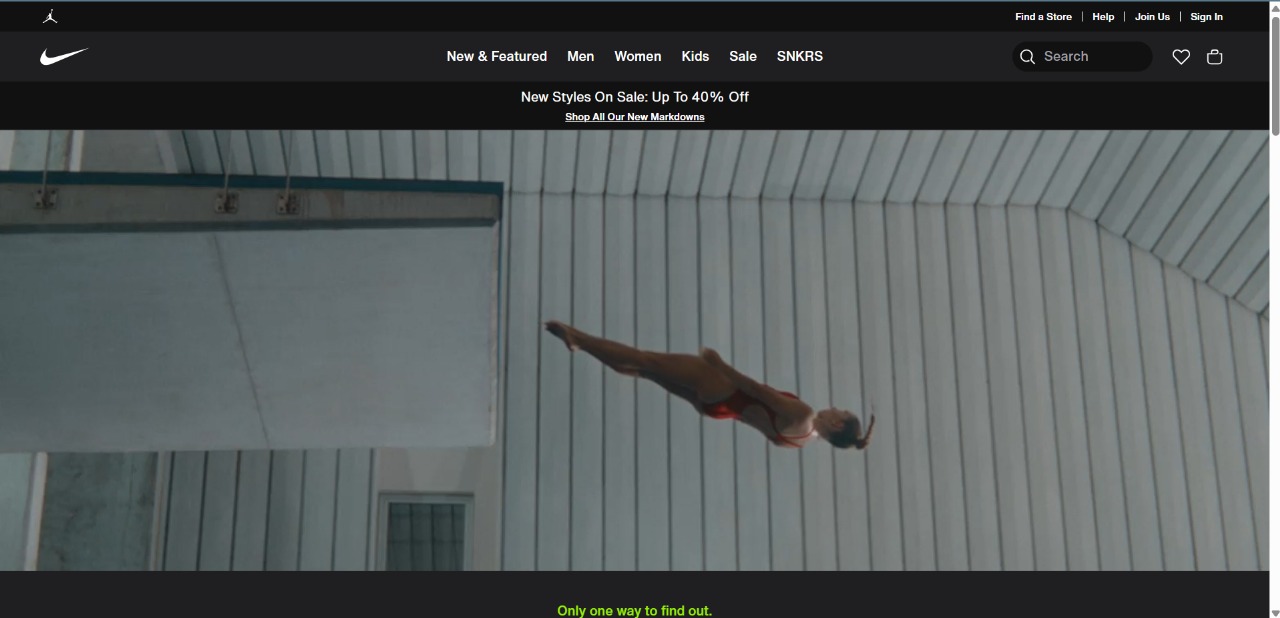 Find a Store | Help | Join Us | Sign In
New & Featured Men Women Kids Sale SNKRS Search
New Styles On Sale: Up To 40% Off
Shop All Our New Markdowns
Only one way to find out.